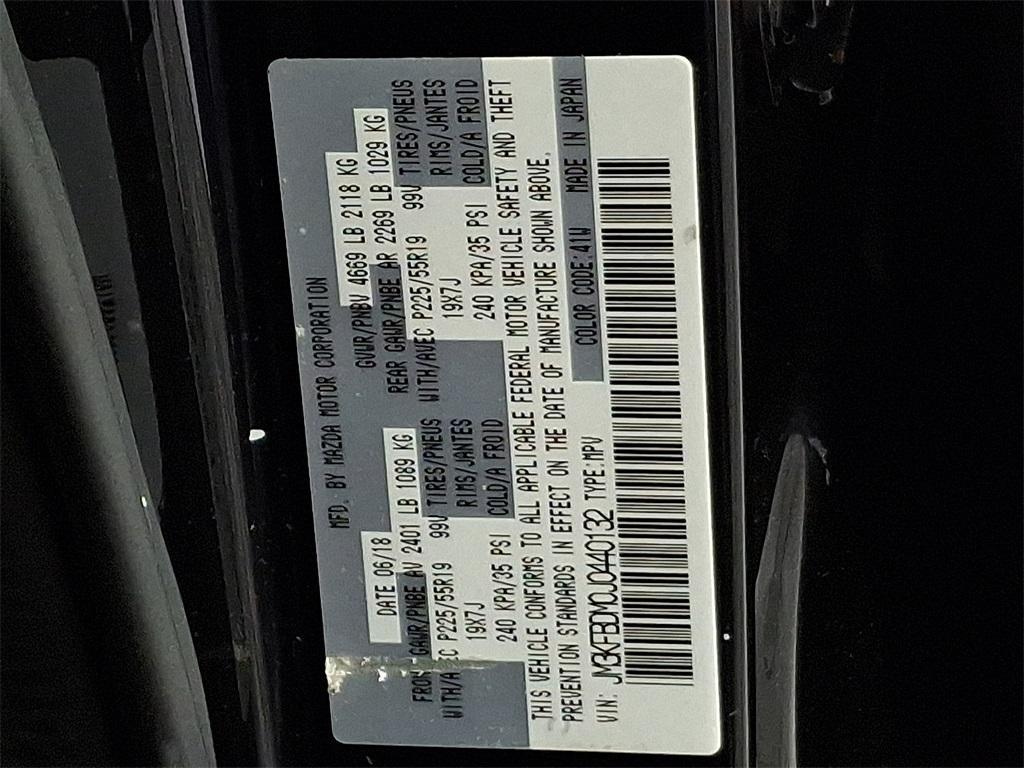 MFD. BY MAZDA MOTOR CORPORATION
DATE 06/18 GVWR/PNBV 4669 LB 2118 KG
FRONT GAWR/PNBE AV 2401 LB 1089 KG REAR GAWR/PNBE AR 2269 LB 1029 KG
WITH/AVEC P225/55R19 99V TIRES/PNEUS WITH/AVEC P225/55R19 99V TIRES/PNEUS
19X7J RIMS/JANTES 19X7J RIMS/JANTES
240 KPA/35 PSI COLD/A FROID 240 KPA/35 PSI COLD/A FROID
THIS VEHICLE CONFORMS TO ALL APPLICABLE FEDERAL MOTOR VEHICLE SAFETY AND THEFT
PREVENTION STANDARDS IN EFFECT ON THE DATE OF MANUFACTURE SHOWN ABOVE.
COLOR CODE:41W MADE IN JAPAN
VIN: JM3KFBDM0J0440132 TYPE:MPV